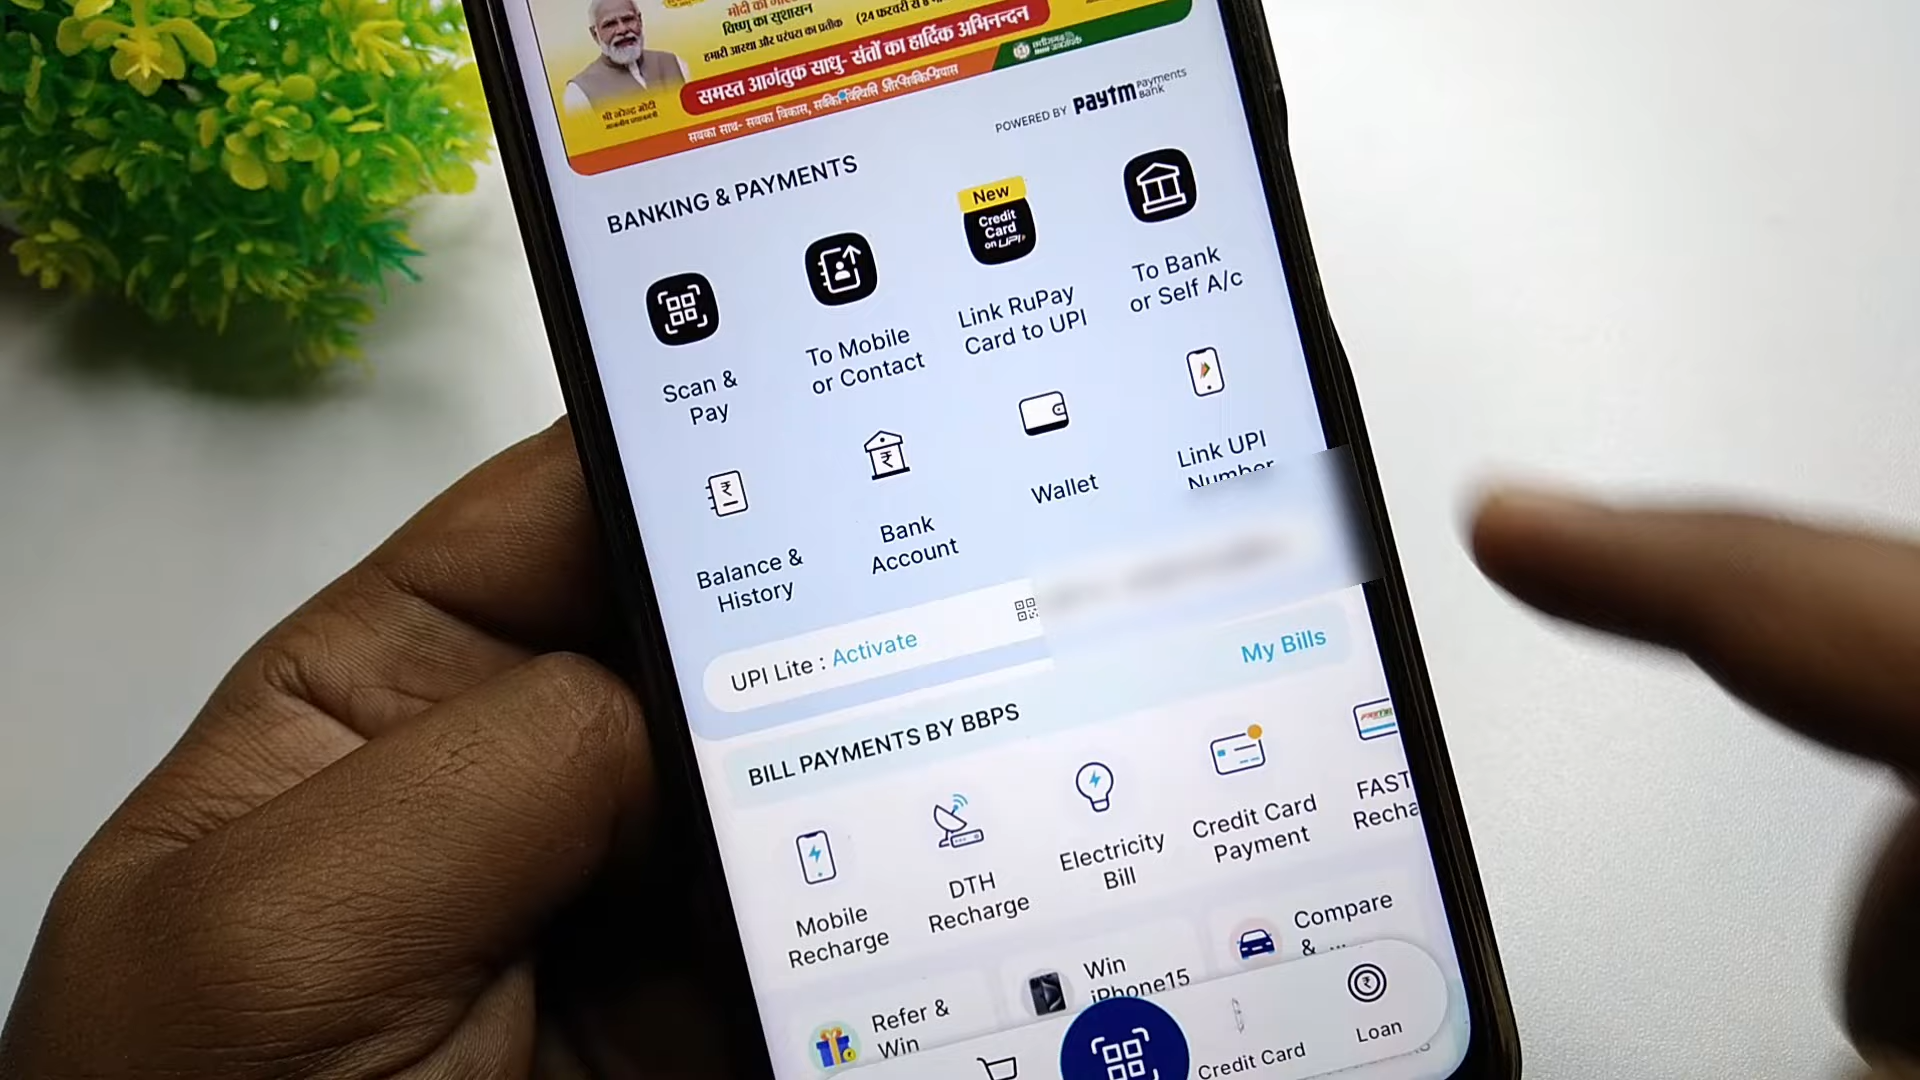 विष्णु का सुशासन
हमारी आस्था और परंपरा का प्रतीक
(24 फरवरी से 8
समस्त आगंतुक साधु- संतों का हार्दिक अभिनन्दन
श्री नरेन्द्र मोदी
सबका साथ- सबका विकास,
POWERED BY paytm Payments Bank
BANKING & PAYMENTS
New
Credit
Card
on UPI
Scan &
Pay
To Mobile
or Contact
Link RuPay
Card to UPI
To Bank
or Self A/c
Balance &
History
Bank
Account
Wallet
Link UPI
Number
UPI Lite : Activate
My Bills
BILL PAYMENTS BY BBPS
Mobile
Recharge
DTH
Recharge
Electricity
Bill
Credit Card
Payment
FAST
Recha
Refer &
Win
Win
iPhone15
Compare
& ...
Credit Card
Loan